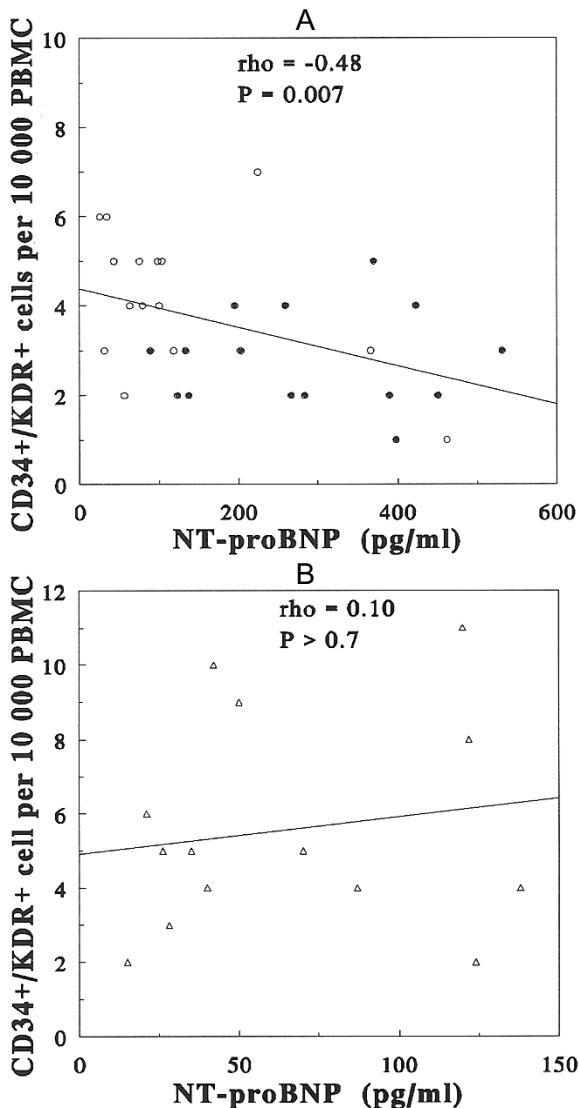 A
CD34+/KDR+ cells per 10 000 PBMC
10
8
6
4
2
0
rho = -0.48
P = 0.007
0 200 400 600
NT-proBNP (pg/ml)
B
CD34+/KDR+ cell per 10 000 PBMC
12
10
8
6
4
2
0
rho = 0.10
P > 0.7
0 50 100 150
NT-proBNP (pg/ml)